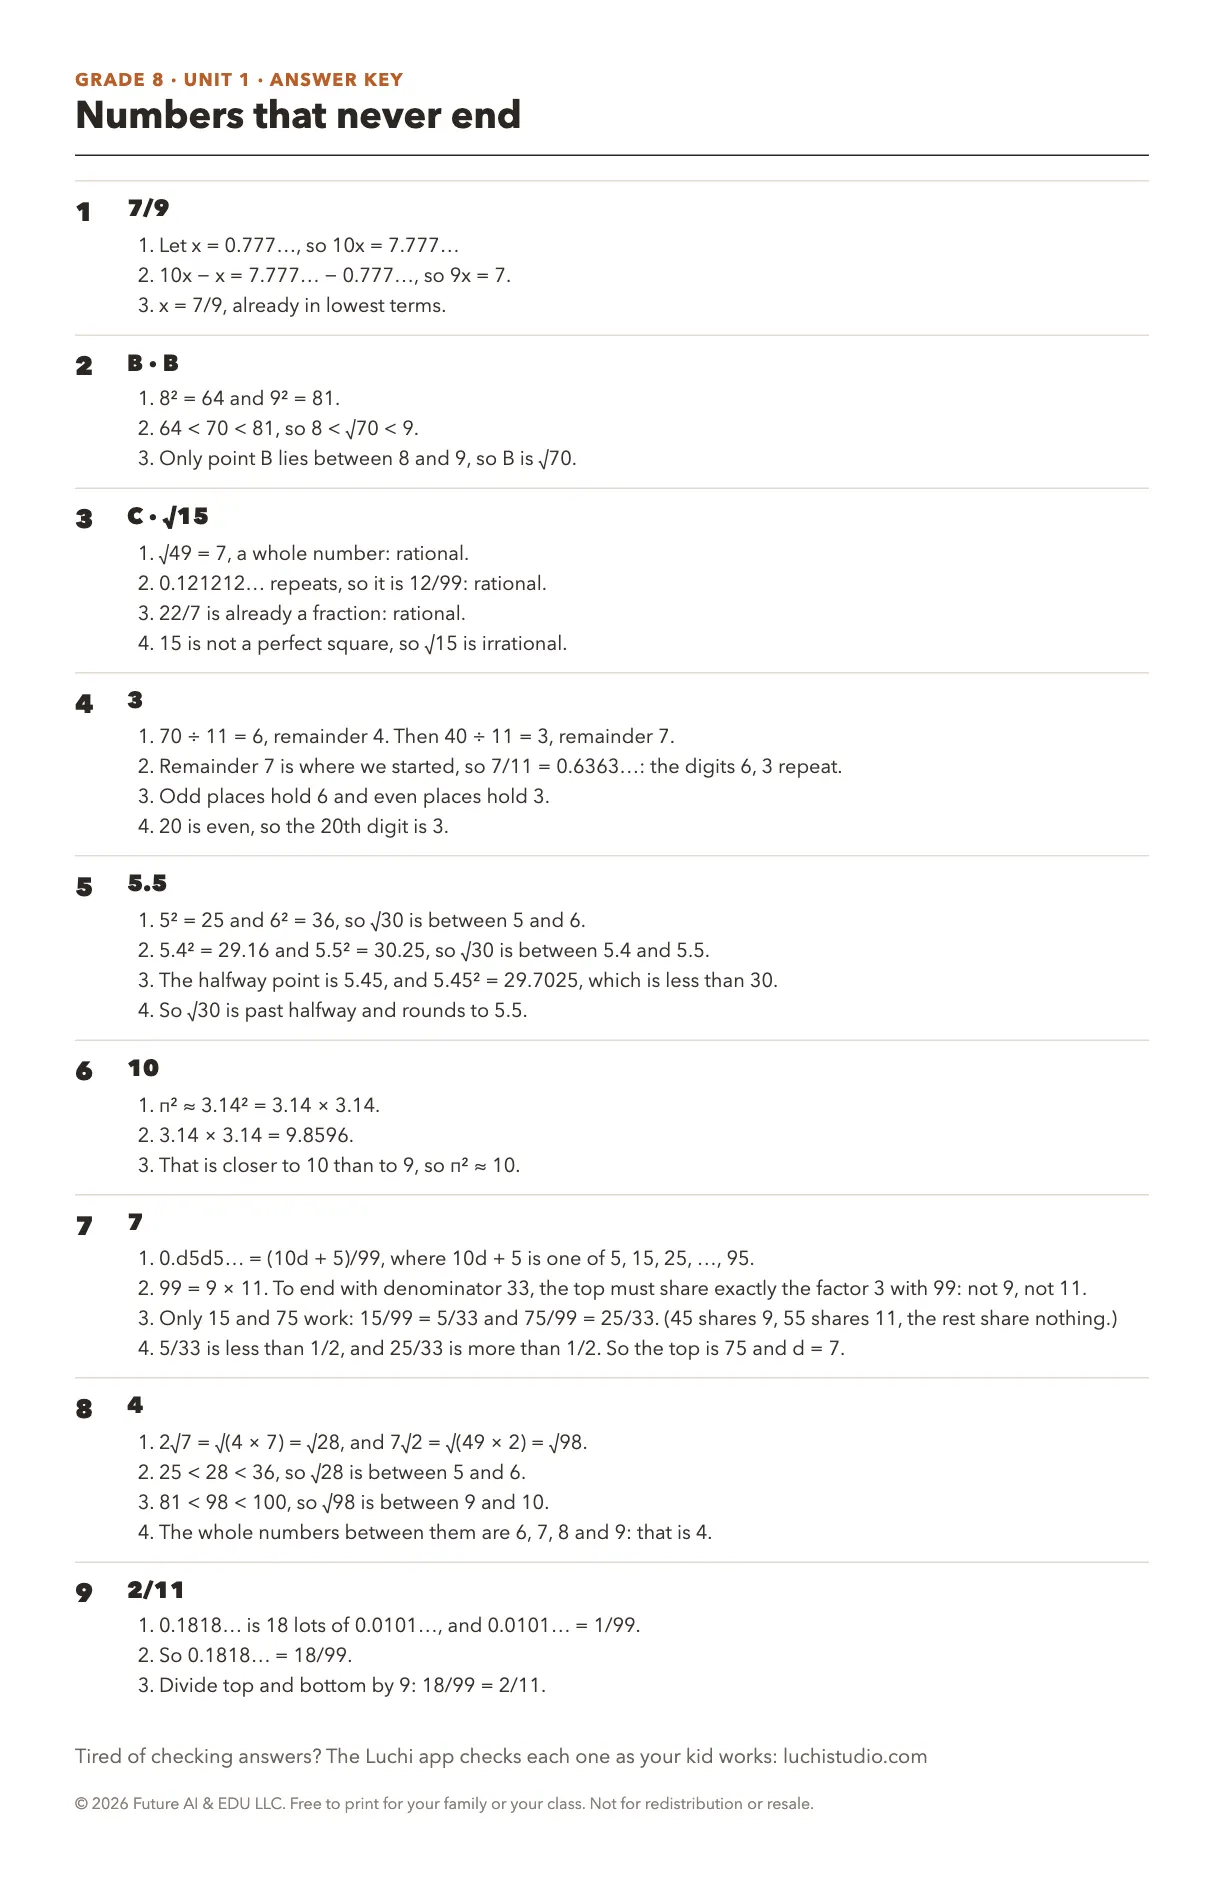 GRADE 8 · UNIT 1 · ANSWER KEY
Numbers that never end
1 7/9
1. Let x = 0.777…, so 10x = 7.777…
2. 10x − x = 7.777… − 0.777…, so 9x = 7.
3. x = 7/9, already in lowest terms.
2 B · B
1. 8² = 64 and 9² = 81.
2. 64 < 70 < 81, so 8 < √70 < 9.
3. Only point B lies between 8 and 9, so B is √70.
3 C · √15
1. √49 = 7, a whole number: rational.
2. 0.121212… repeats, so it is 12/99: rational.
3. 22/7 is already a fraction: rational.
4. 15 is not a perfect square, so √15 is irrational.
4 3
1. 70 ÷ 11 = 6, remainder 4. Then 40 ÷ 11 = 3, remainder 7.
2. Remainder 7 is where we started, so 7/11 = 0.6363…: the digits 6, 3 repeat.
3. Odd places hold 6 and even places hold 3.
4. 20 is even, so the 20th digit is 3.
5 5.5
1. 5² = 25 and 6² = 36, so √30 is between 5 and 6.
2. 5.4² = 29.16 and 5.5² = 30.25, so √30 is between 5.4 and 5.5.
3. The halfway point is 5.45, and 5.45² = 29.7025, which is less than 30.
4. So √30 is past halfway and rounds to 5.5.
6 10
1. π² ≈ 3.14² = 3.14 × 3.14.
2. 3.14 × 3.14 = 9.8596.
3. That is closer to 10 than to 9, so π² ≈ 10.
7 7
1. 0.d5d5… = (10d + 5)/99, where 10d + 5 is one of 5, 15, 25, …, 95.
2. 99 = 9 × 11. To end with denominator 33, the top must share exactly the factor 3 with 99: not 9, not 11.
3. Only 15 and 75 work: 15/99 = 5/33 and 75/99 = 25/33. (45 shares 9, 55 shares 11, the rest share nothing.)
4. 5/33 is less than 1/2, and 25/33 is more than 1/2. So the top is 75 and d = 7.
8 4
1. 2√7 = √(4 × 7) = √28, and 7√2 = √(49 × 2) = √98.
2. 25 < 28 < 36, so √28 is between 5 and 6.
3. 81 < 98 < 100, so √98 is between 9 and 10.
4. The whole numbers between them are 6, 7, 8 and 9: that is 4.
9 2/11
1. 0.1818… is 18 lots of 0.0101…, and 0.0101… = 1/99.
2. So 0.1818… = 18/99.
3. Divide top and bottom by 9: 18/99 = 2/11.
Tired of checking answers? The Luchi app checks each one as your kid works: luchistudio.com
© 2026 Future AI & EDU LLC. Free to print for your family or your class. Not for redistribution or resale.